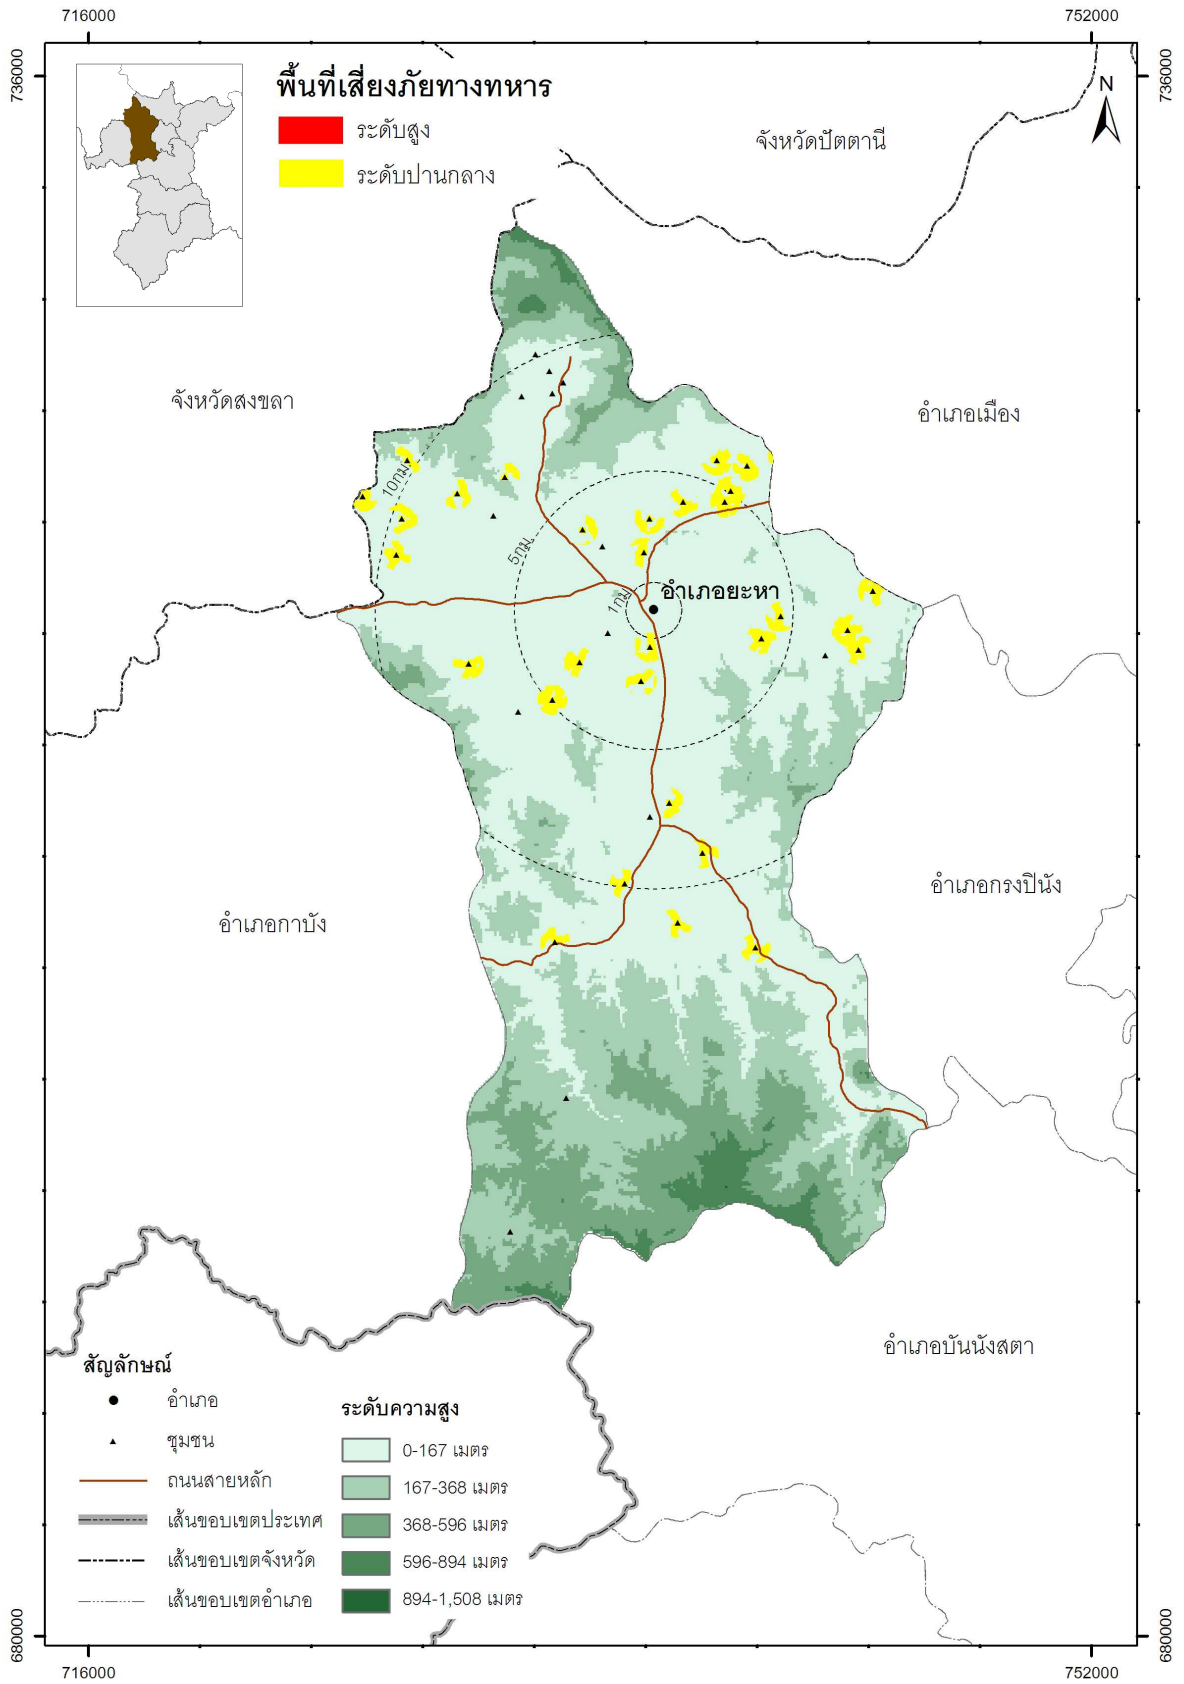 716000
752000
736000
736000
พื้นที่เสี่ยงภัยทางทหาร
ระดับสูง
ระดับปานกลาง
N
จังหวัดปัตตานี
จังหวัดสงขลา
อำเภอเมือง
10กม.
5กม.
1กม.
อำเภอยะหา
อำเภอกาบัง
อำเภอกรงปินัง
อำเภอบันนังสตา
สัญลักษณ์
อำเภอ
ชุมชน
ถนนสายหลัก
เส้นขอบเขตประเทศ
เส้นขอบเขตจังหวัด
เส้นขอบเขตอำเภอ
ระดับความสูง
0-167 เมตร
167-368 เมตร
368-596 เมตร
596-894 เมตร
894-1,508 เมตร
680000
680000
716000
752000